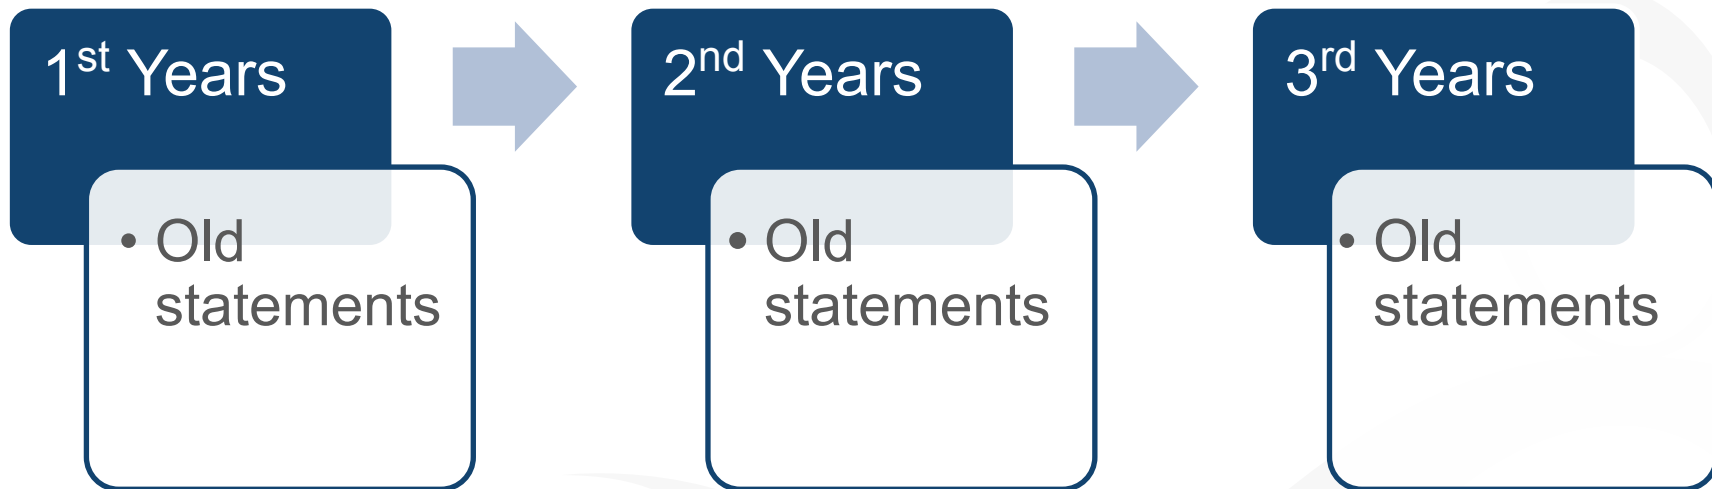 1st Years
• Old
statements
2nd Years
• Old
statements
3rd Years
• Old
statements